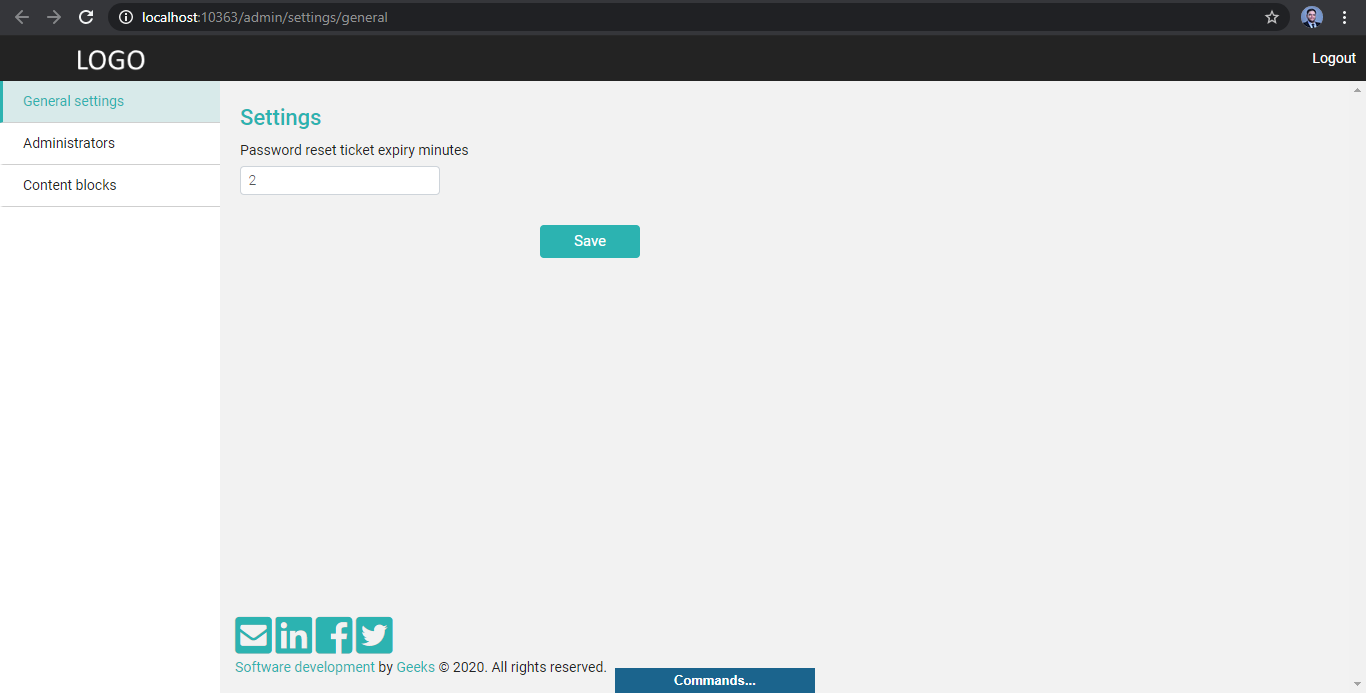 localhost:10363/admin/settings/general
LOGO
Logout
General settings
Administrators
Content blocks
Settings
Password reset ticket expiry minutes
2
Save
Software development by Geeks © 2020. All rights reserved.
Commands...